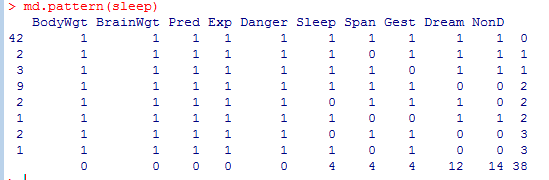 > md.pattern(sleep)
BodyWgt BrainWgt Pred Exp Danger Sleep Span Gest Dream NonD
42 1 1 1 1 1 1 1 1 1 1 0
2 1 1 1 1 1 1 0 1 1 1 1
3 1 1 1 1 1 1 1 0 1 1 1
9 1 1 1 1 1 1 1 1 0 0 2
2 1 1 1 1 1 0 1 1 1 0 2
1 1 1 1 1 1 1 0 0 1 1 2
2 1 1 1 1 1 0 1 1 0 0 3
1 1 1 1 1 1 1 0 1 0 0 3
0 0 0 0 0 4 4 4 12 14 38